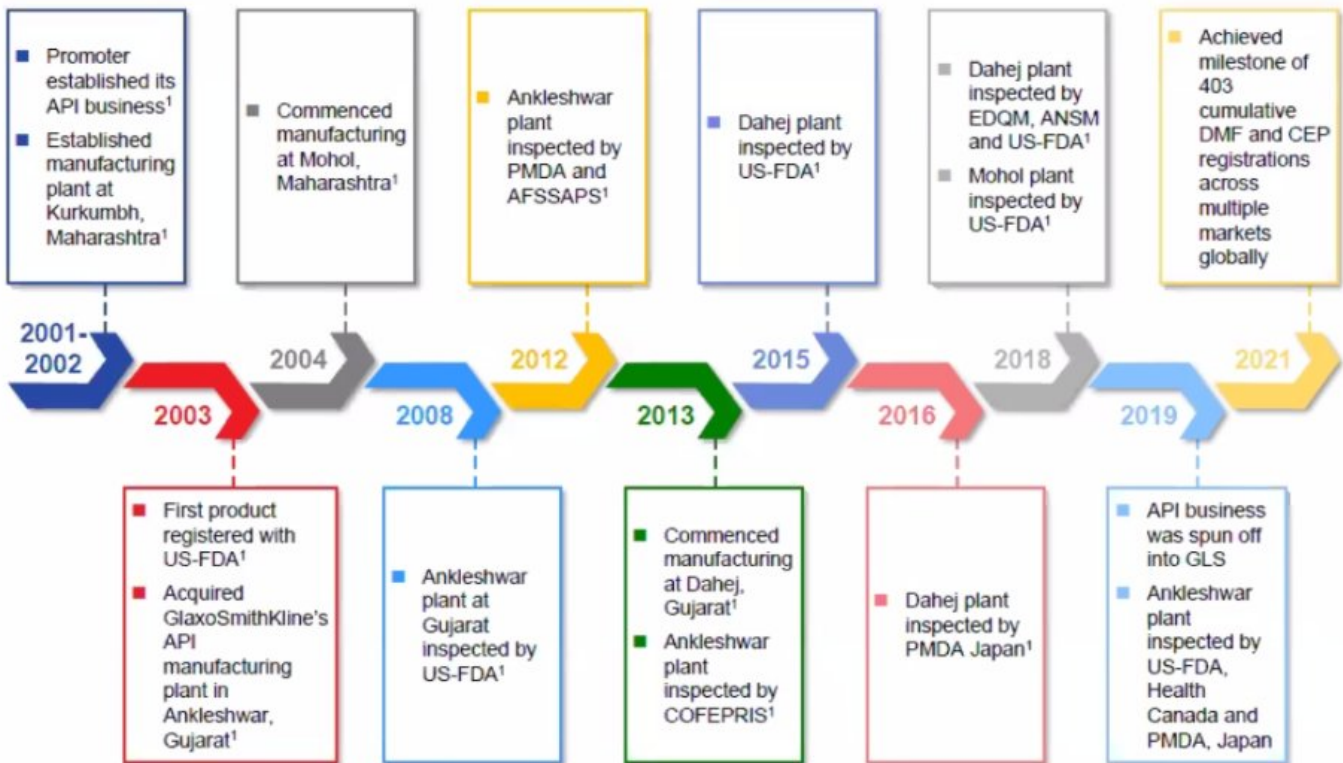 Promoter
established its
API business¹
Established
manufacturing
plant at
Kurkumbh,
Maharashtra¹
Commenced
manufacturing
at Mohol,
Maharashtra¹
Ankleshwar
plant
inspected by
PMDA and
AFSSAPS¹
Dahej plant
inspected by
US-FDA¹
Dahej plant
inspected by
EDQM, ANSM
and US-FDA¹
Mohol plant
inspected by
US-FDA¹
Achieved
milestone of
403
cumulative
DMF and CEP
registrations
across
multiple
markets
globally
2001-
2002
2003
2004
2008
2012
2013
2015
2016
2018
2019
2021
First product
registered with
US-FDA¹
Acquired
GlaxoSmithKline's
API
manufacturing
plant in
Ankleshwar,
Gujarat¹
Ankleshwar
plant at
Gujarat
inspected by
US-FDA¹
Commenced
manufacturing
at Dahej,
Gujarat¹
Ankleshwar
plant
inspected by
COFEPRIS¹
Dahej plant
inspected by
PMDA Japan¹
API business
was spun off
into GLS
Ankleshwar
plant
inspected by
US-FDA,
Health
Canada and
PMDA, Japan